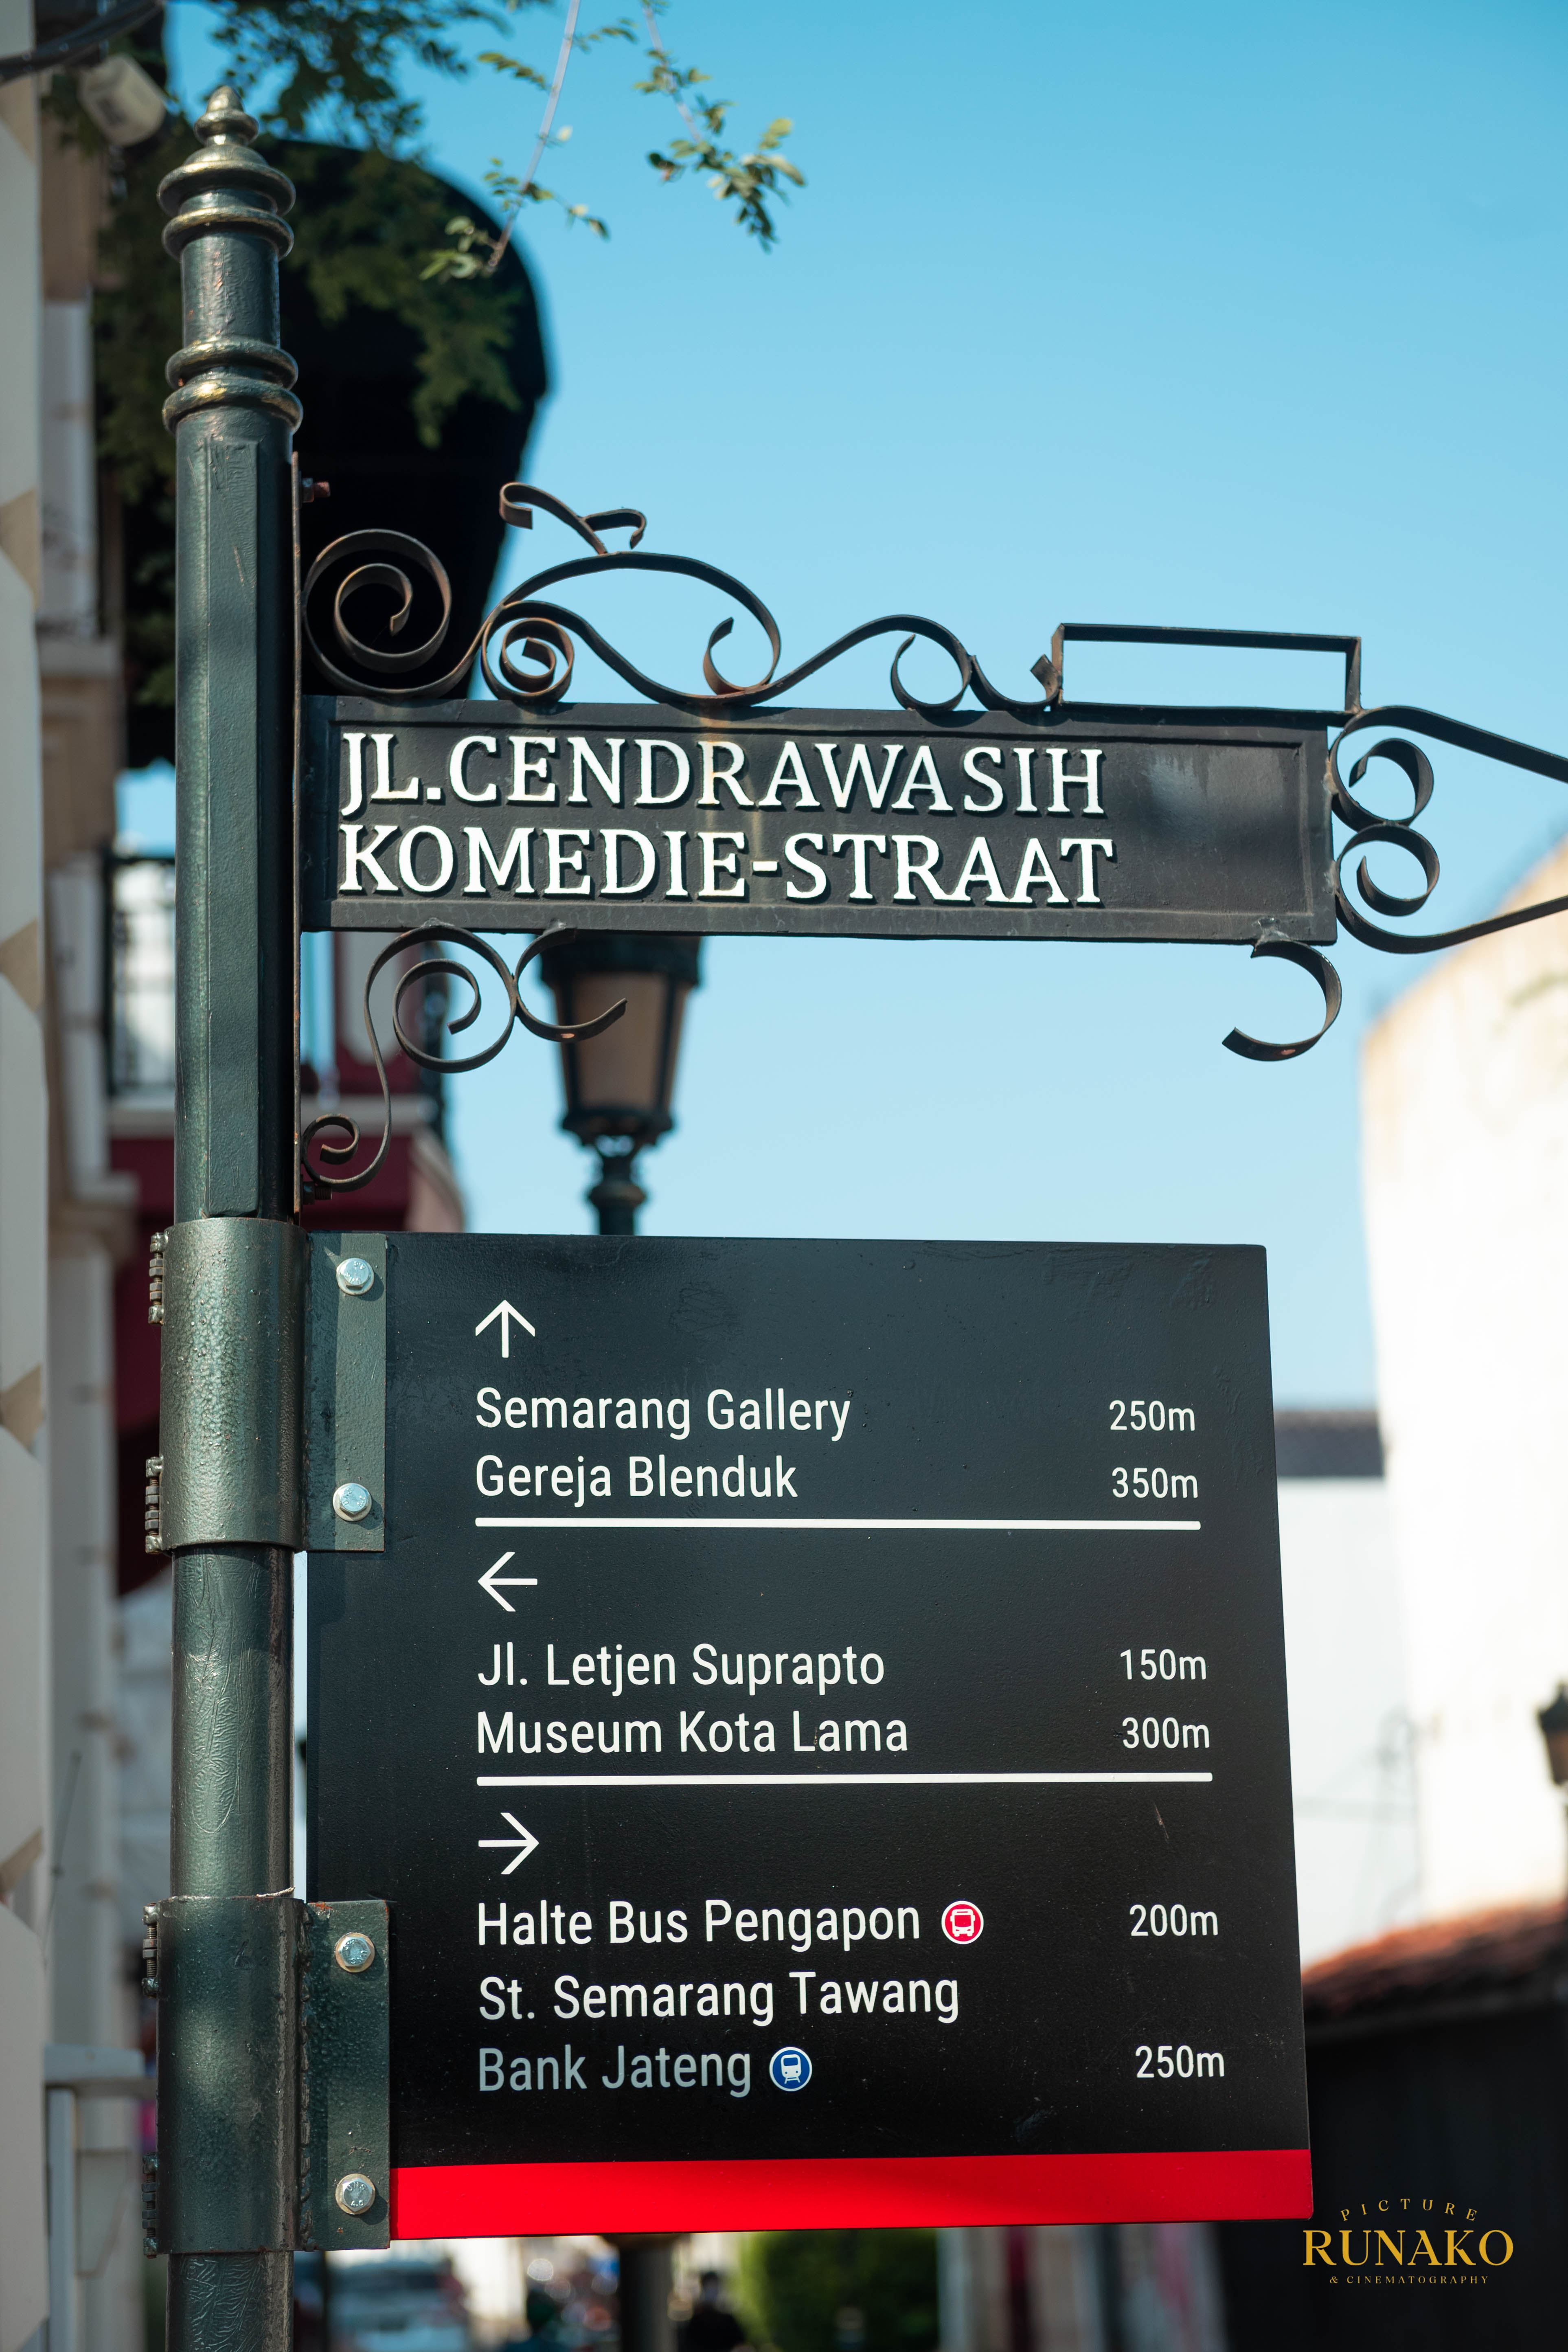 JL.CENDRAWASIH
KOMEDIE-STRAAT
↑
Semarang Gallery 250m
Gereja Blenduk 350m
←
Jl. Letjen Suprapto 150m
Museum Kota Lama 300m
→
Halte Bus Pengapon 200m
St. Semarang Tawang
Bank Jateng 250m
PICTURE
RUNAKO
& CINEMATOGRAPHY